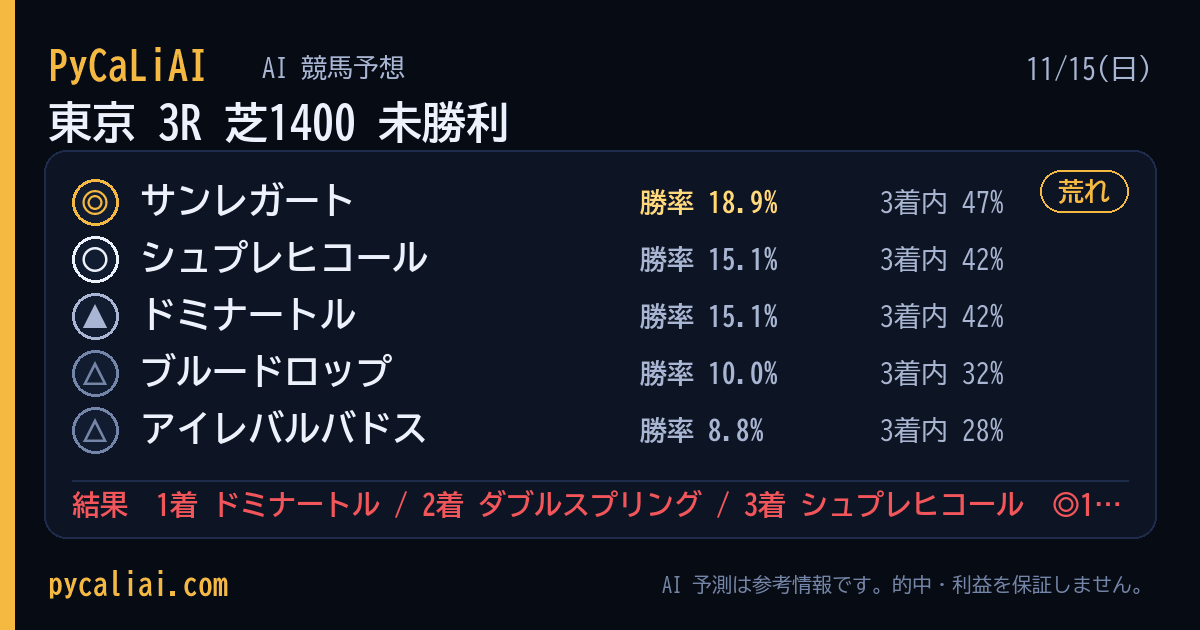 PyCaLiAI AI 競馬予想 11/15(日)
東京 3R 芝1400 未勝利
◎ サンレガート 勝率 18.9% 3着内 47% 荒れ
○ シュプレヒコール 勝率 15.1% 3着内 42%
▲ ドミナートル 勝率 15.1% 3着内 42%
△ ブルードロップ 勝率 10.0% 3着内 32%
△ アイレバルバドス 勝率 8.8% 3着内 28%
結果 1着 ドミナートル / 2着 ダブルスプリング / 3着 シュプレヒコール ◎1…
pycaliai.com AI 予測は参考情報です。的中・利益を保証しません。